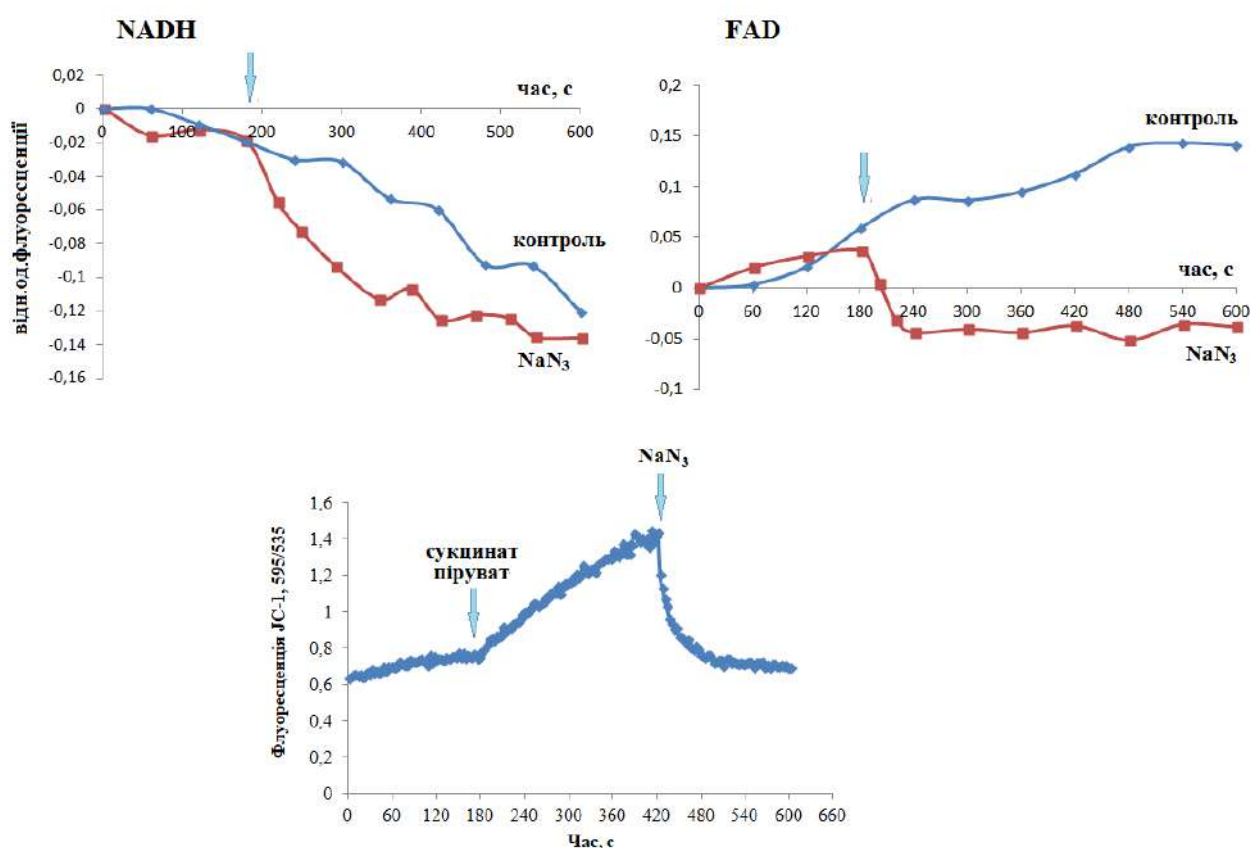 NADH
FAD
0,02
0
-0,02
-0,04
-0,06
-0,08
-0,1
-0,12
-0,14
-0,16
відн.од.флуоресценції
час, с
0 100 200 300 400 500 600
контроль
NaN₃
0,2
0,15
0,1
0,05
0
-0,05
-0,1
контроль
час, с
0 60 120 180 240 300 360 420 480 540 600
NaN₃
NaN₃
сукцинат
піруват
1,6
1,4
1,2
1
0,8
0,6
0,4
0,2
0
Флуоресценція JC-1, 595/535
0 60 120 180 240 300 360 420 480 540 600 660
Час, с